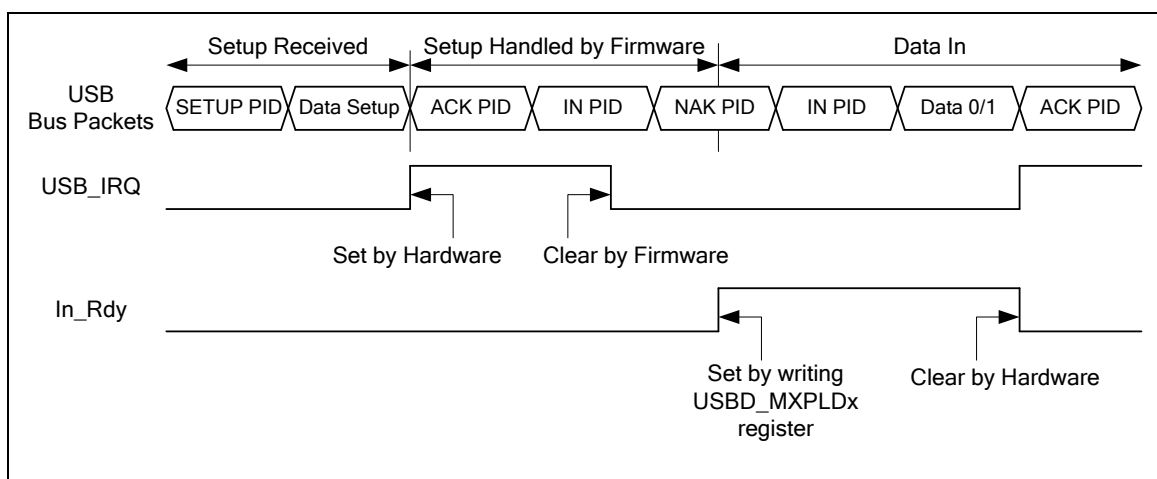 Setup Received
Setup Handled by Firmware
Data In
USB
Bus Packets
SETUP PID
Data Setup
ACK PID
IN PID
NAK PID
IN PID
Data 0/1
ACK PID
USB_IRQ
Set by Hardware
Clear by Firmware
In_Rdy
Set by writing
USBD_MXPLDx
register
Clear by Hardware